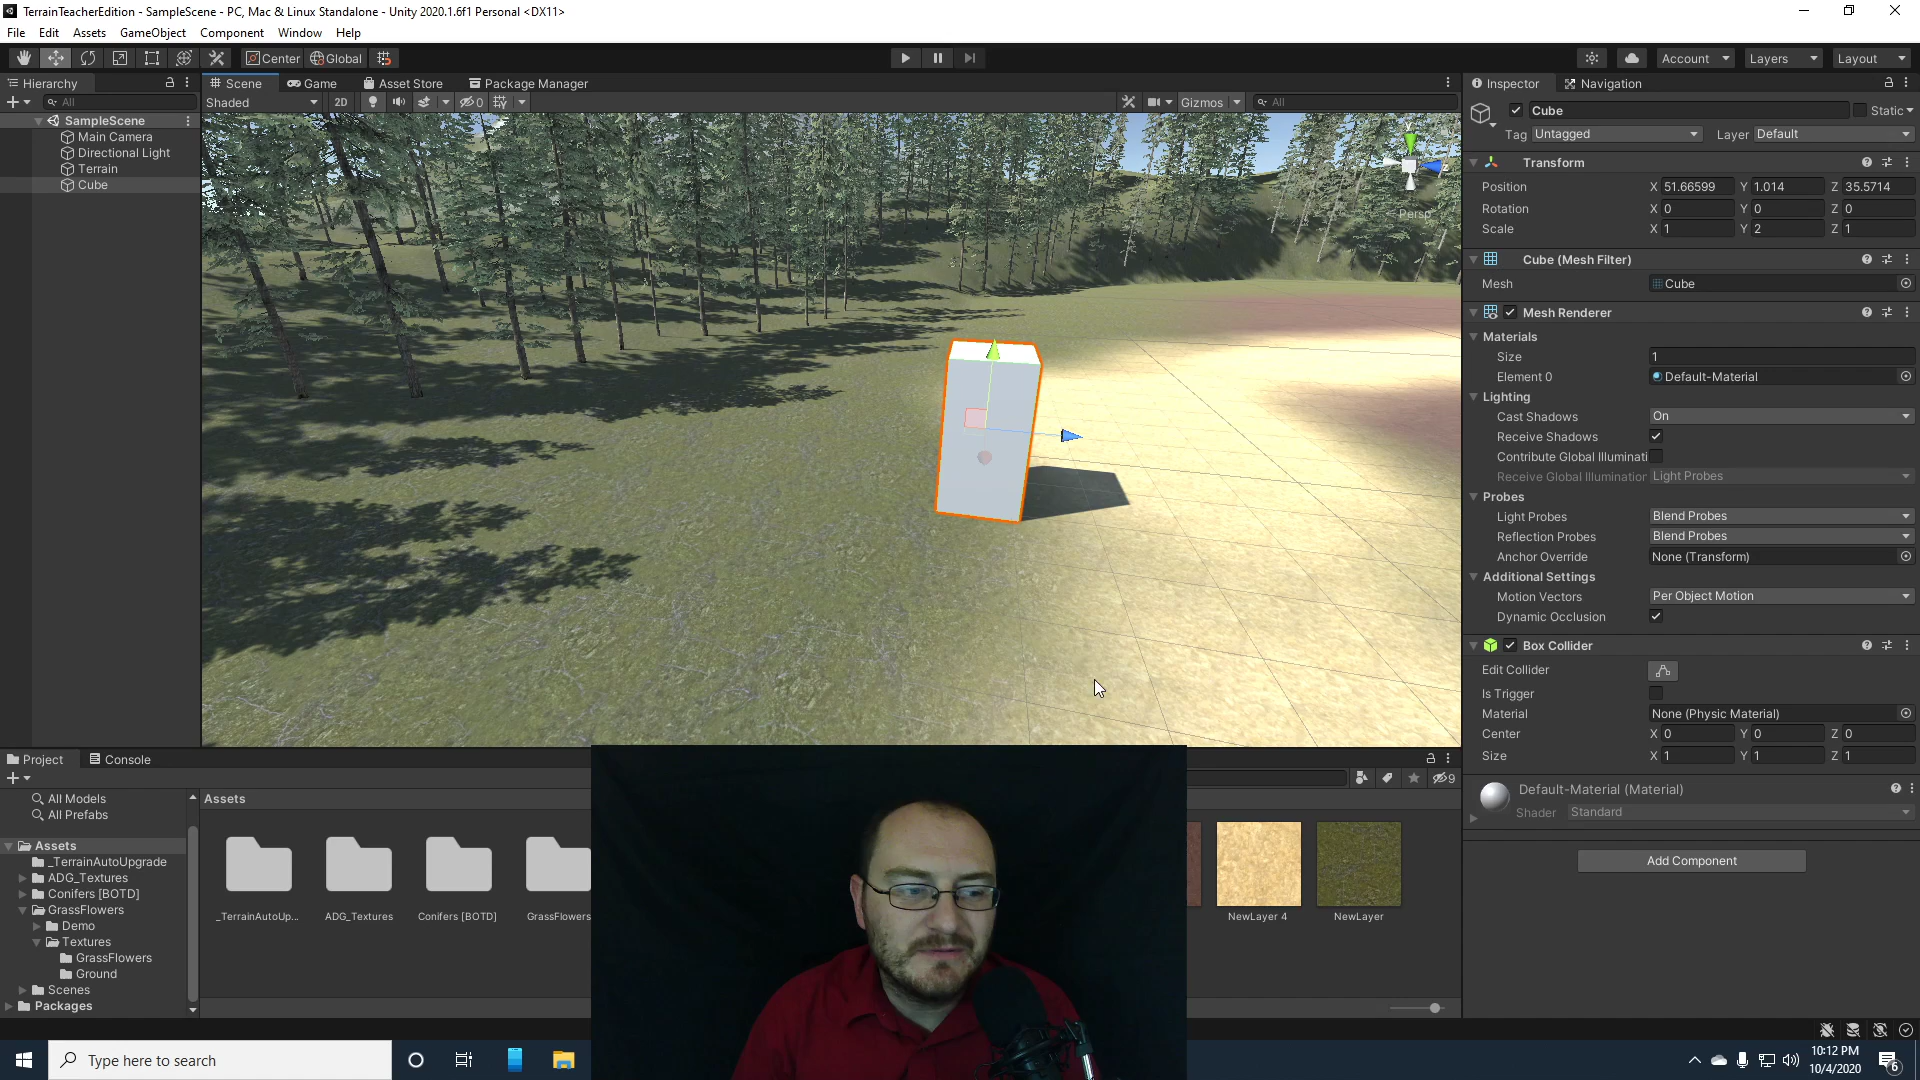 TerrainTeacherEdition - SampleScene - PC, Mac & Linux Standalone - Unity 2020.1.6f1 Personal <DX11>
File Edit Assets GameObject Component Window Help
Center Global Account Layers Layout
Hierarchy Scene Game Asset Store Package Manager Inspector Navigation
All Shaded 2D 0 Gizmos All Cube Static
SampleScene
Main Camera
Directional Light
Terrain
Cube
Persp
Tag Untagged Layer Default
Transform
Position X 51.66599 Y 1.014 Z 35.5714
Rotation X 0 Y 0 Z 0
Scale X 1 Y 2 Z 1
Cube (Mesh Filter)
Mesh Cube
Mesh Renderer
Materials
Size 1
Element 0 Default-Material
Lighting
Cast Shadows On
Receive Shadows
Contribute Global Illuminati
Receive Global Illumination Light Probes
Probes
Light Probes Blend Probes
Reflection Probes Blend Probes
Anchor Override None (Transform)
Additional Settings
Motion Vectors Per Object Motion
Dynamic Occlusion
Box Collider
Edit Collider
Is Trigger
Material None (Physic Material)
Center X 0 Y 0 Z 0
Size X 1 Y 1 Z 1
Default-Material (Material)
Shader Standard
Add Component
Project Console
9
All Models
All Prefabs
Assets
_TerrainAutoUpgrade
ADG_Textures
Conifers [BOTD]
GrassFlowers
Demo
Textures
GrassFlowers
Ground
Scenes
Packages
Assets
_TerrainAutoUp... ADG_Textures Conifers [BOTD] GrassFlowers NewLayer 4 NewLayer
Type here to search
10:12 PM
10/4/2020
6